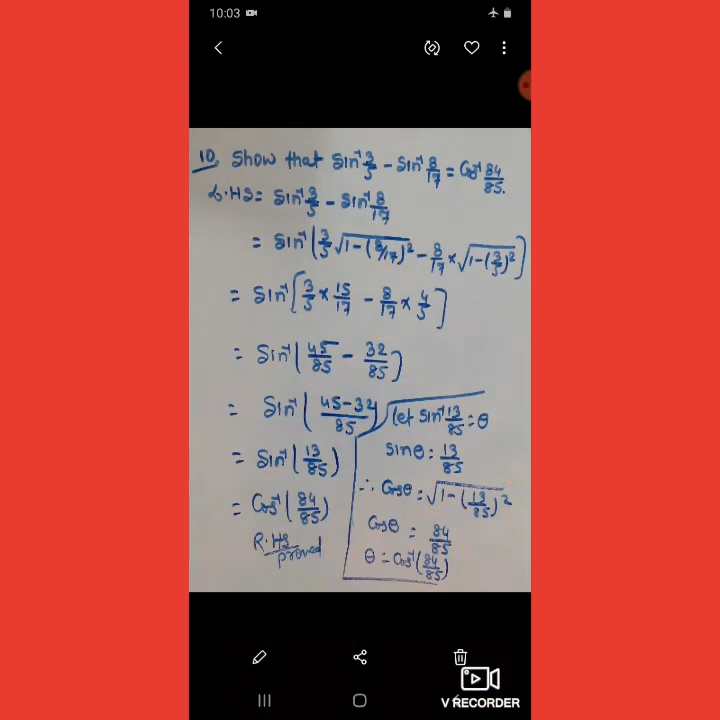 10:03
10. Show that Sin⁻¹ 3/5 - Sin⁻¹ 8/17 = Cos⁻¹ 84/85.
L.HS = Sin⁻¹ 3/5 - Sin⁻¹ 8/17
= Sin⁻¹ [3/5 √1-(8/17)² - 8/17 × √1-(3/5)²]
= Sin⁻¹ [3/5 × 15/17 - 8/17 × 4/5]
= Sin⁻¹ [45/85 - 32/85]
= Sin⁻¹ [45-32/85]
= Sin⁻¹ (13/85)
= Cos⁻¹ (84/85)
R.HS
proved
let Sin⁻¹ 13/85 = θ
Sinθ = 13/85
∴ Cosθ = √1-(13/85)²
Cosθ = 84/85
θ = Cos⁻¹ (84/85)
V RECORDER